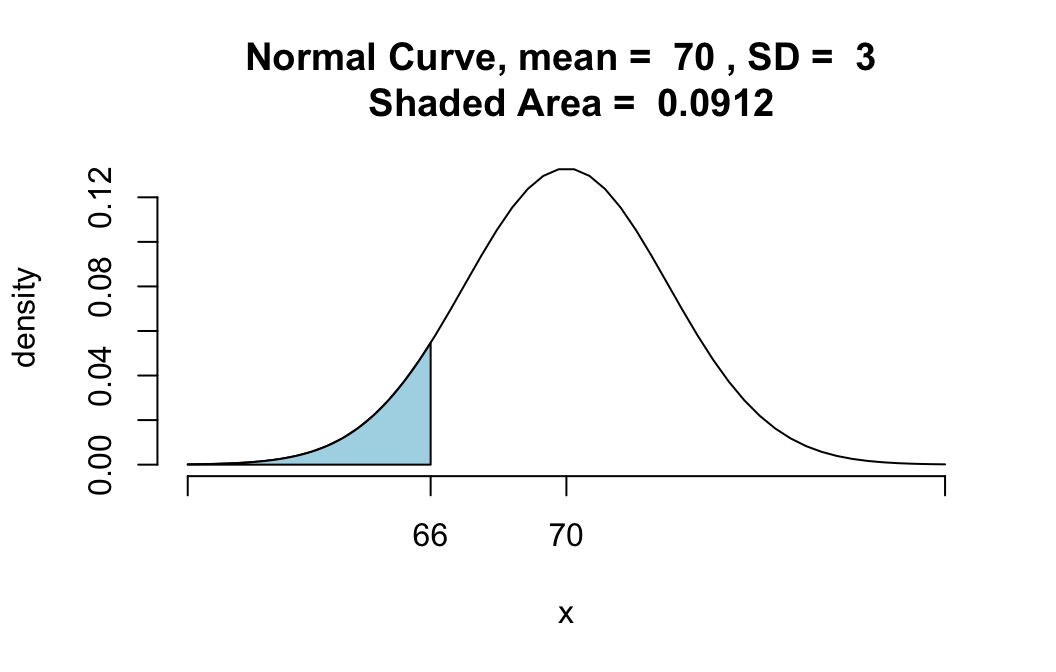 Normal Curve, mean =  70 , SD =  3
Shaded Area =  0.0912
density
0.12
0.08
0.04
0.00
66 70
x